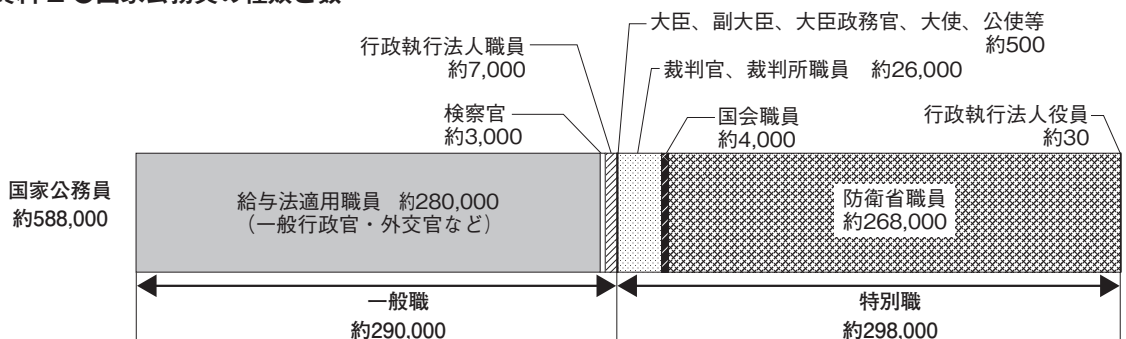 大臣、副大臣、大臣政務官、大使、公使等
約500
行政執行法人職員
約7,000
裁判官、裁判所職員 約26,000
検察官
約3,000
国会職員
約4,000
行政執行法人役員
約30
国家公務員
約588,000
給与法適用職員 約280,000
(一般行政官・外交官など)
防衛省職員
約268,000
一般職
約290,000
特別職
約298,000